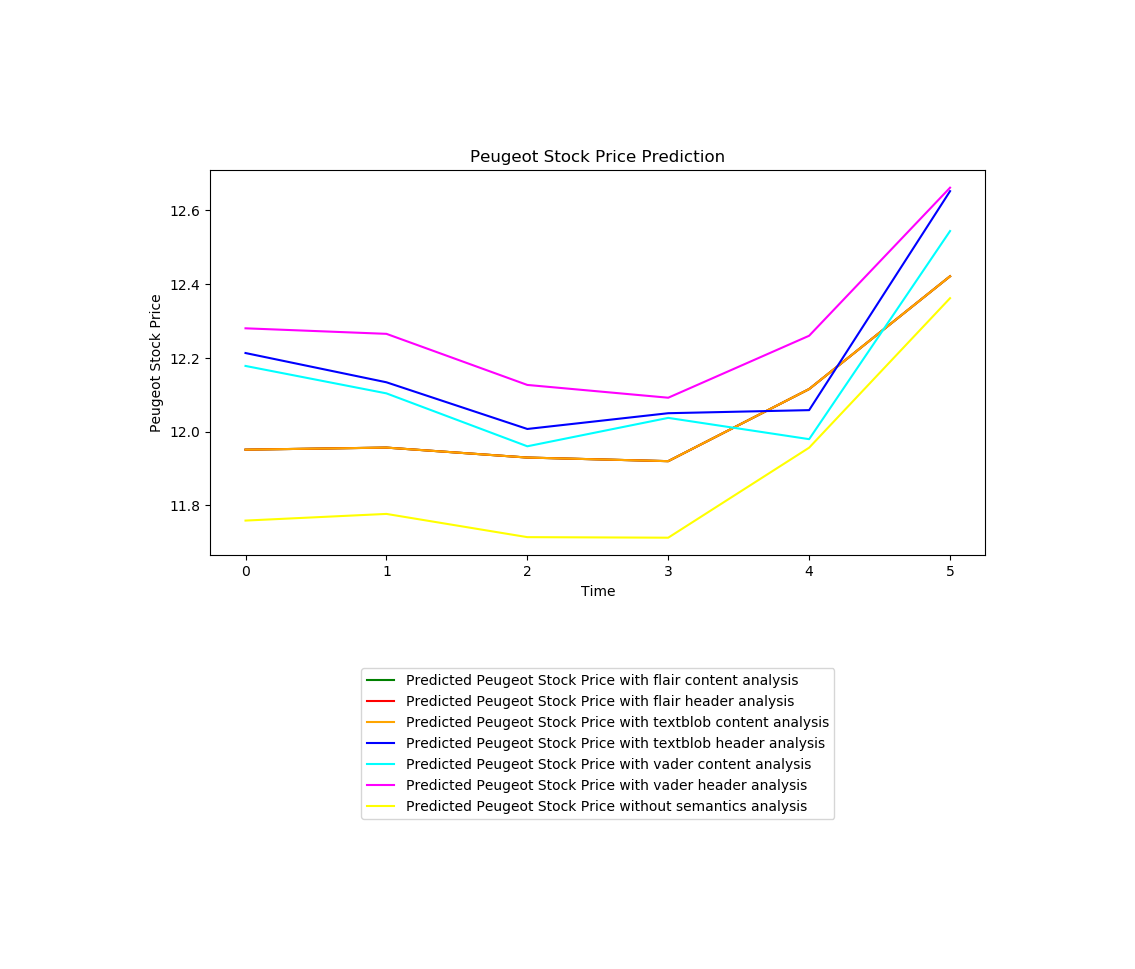 Peugeot Stock Price Prediction
12.6
12.4
12.2
12.0
11.8
Peugeot Stock Price
0 1 2 3 4 5
Time
Predicted Peugeot Stock Price with flair content analysis
Predicted Peugeot Stock Price with flair header analysis
Predicted Peugeot Stock Price with textblob content analysis
Predicted Peugeot Stock Price with textblob header analysis
Predicted Peugeot Stock Price with vader content analysis
Predicted Peugeot Stock Price with vader header analysis
Predicted Peugeot Stock Price without semantics analysis